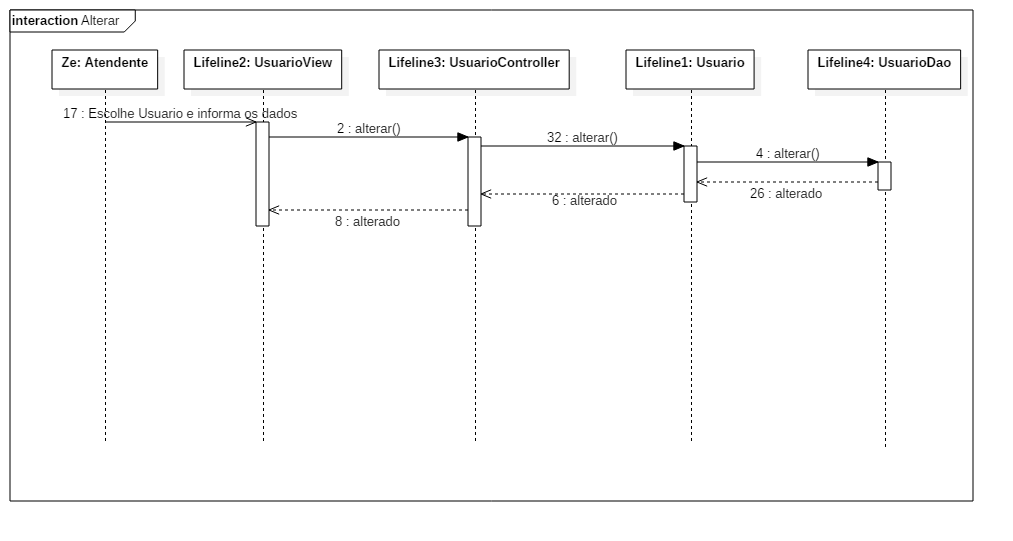 interaction Alterar
Ze: Atendente
Lifeline2: UsuarioView
Lifeline3: UsuarioController
Lifeline1: Usuario
Lifeline4: UsuarioDao
17 : Escolhe Usuario e informa os dados
2 : alterar()
32 : alterar()
4 : alterar()
26 : alterado
6 : alterado
8 : alterado